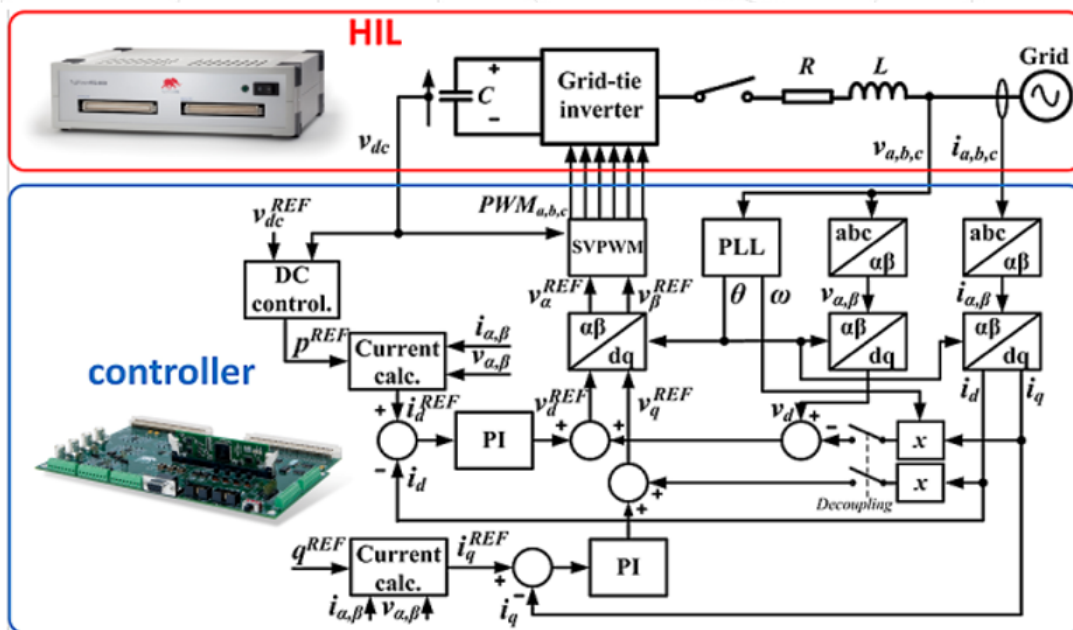 HIL
Grid-tie
inverter
C
+
−
R
L
Grid
v_dc
v_a,b,c
i_a,b,c
v_dc^REF
PWM_a,b,c
SVPWM
PLL
abc
αβ
abc
αβ
DC
control.
v_α^REF
v_β^REF
θ
ω
v_α,β
i_α,β
p^REF
Current
calc.
i_α,β
v_α,β
αβ
dq
αβ
dq
αβ
dq
controller
+
i_d^REF
v_d^REF
v_q^REF
v_d
i_d
i_q
PI
+
+
+
−
x
−
i_d
x
+
+
Decoupling
q^REF
Current
calc.
i_q^REF
+
−
PI
i_α,β
v_α,β
i_q